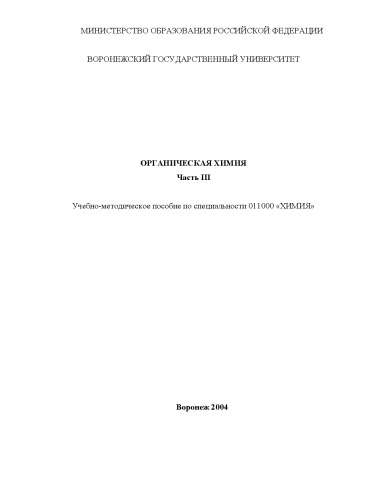 МИНИСТЕРСТВО ОБРАЗОВАНИЯ РОССИЙСКОЙ ФЕДЕРАЦИИ
ВОРОНЕЖСКИЙ ГОСУДАРСТВЕННЫЙ УНИВЕРСИТЕТ
ОРГАНИЧЕСКАЯ ХИМИЯ
Часть III
Учебно-методическое пособие по специальности 011000 «ХИМИЯ»
Воронеж 2004